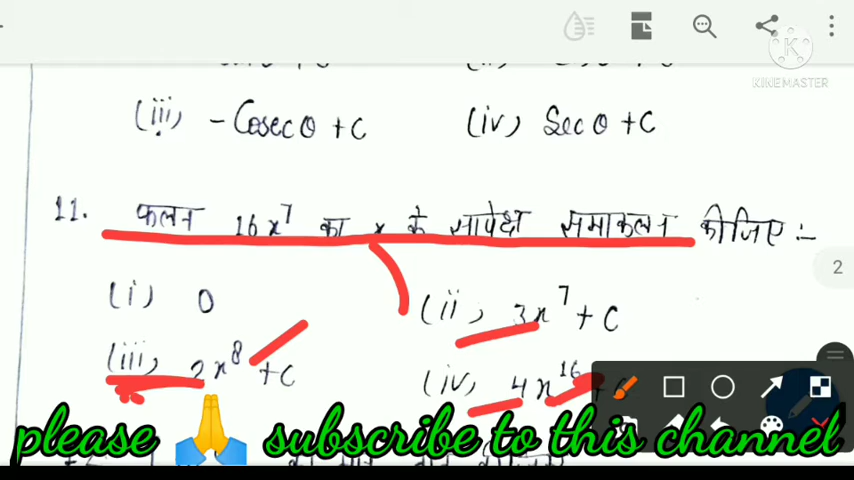 KINEMASTER
(iii) -Cosecθ +C (iv) Secθ +C
11. फलन 16x⁷ का x के सापेक्ष समाकलन कीजिए :-
2
(i) 0 (ii) 3x⁷ +C
(iii) 2x⁸ +C (iv) 4x¹⁶ +C
please 🙏 subscribe to this channel